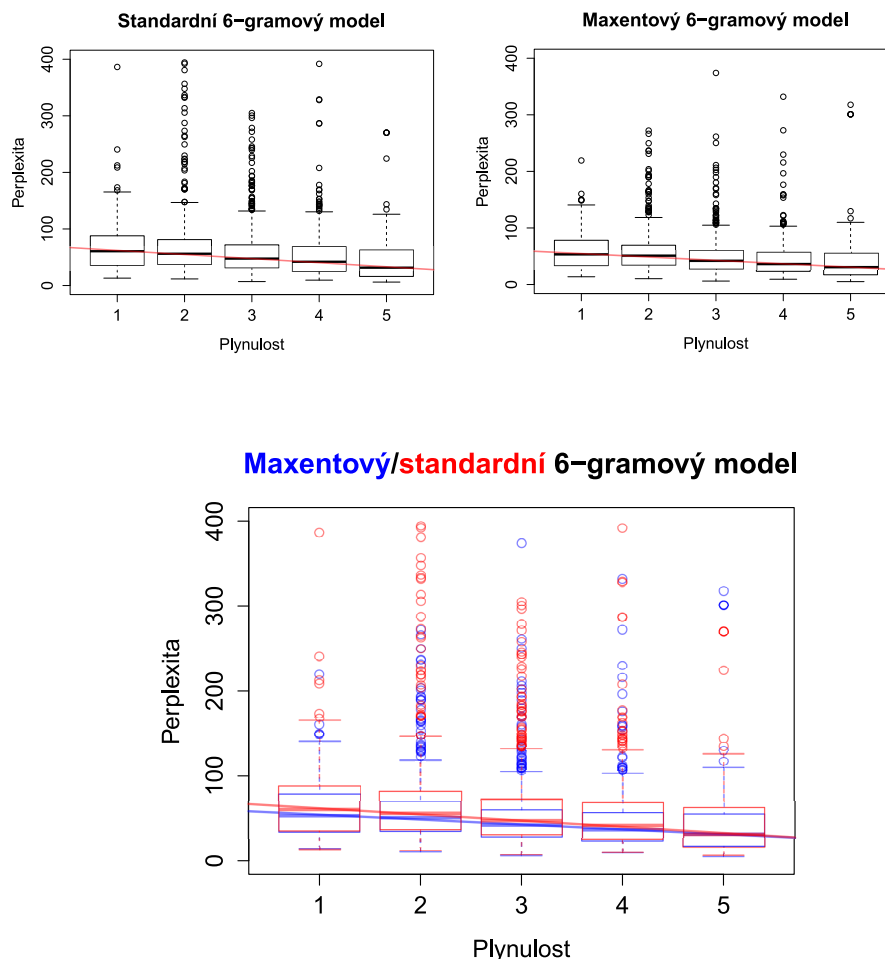 Standardní 6−gramový model
400
300
200
100
0
Perplexita
1 2 3 4 5
Plynulost
Maxentový 6−gramový model
400
300
200
100
0
Perplexita
1 2 3 4 5
Plynulost
Maxentový/standardní 6−gramový model
400
300
200
100
0
Perplexita
1 2 3 4 5
Plynulost